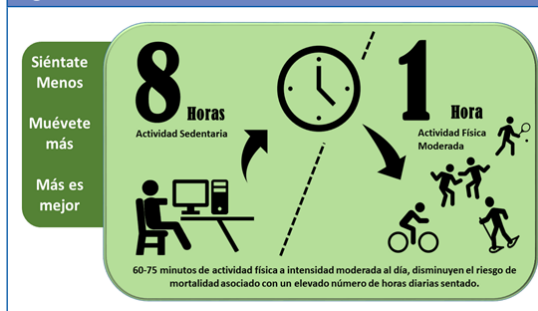 Siéntate
Menos
Muévete
más
Más es
mejor
8
Horas
Actividad Sedentaria
1
Hora
Actividad Física
Moderada
60-75 minutos de actividad física a intensidad moderada al día, disminuyen el riesgo de
mortalidad asociado con un elevado número de horas diarias sentado.